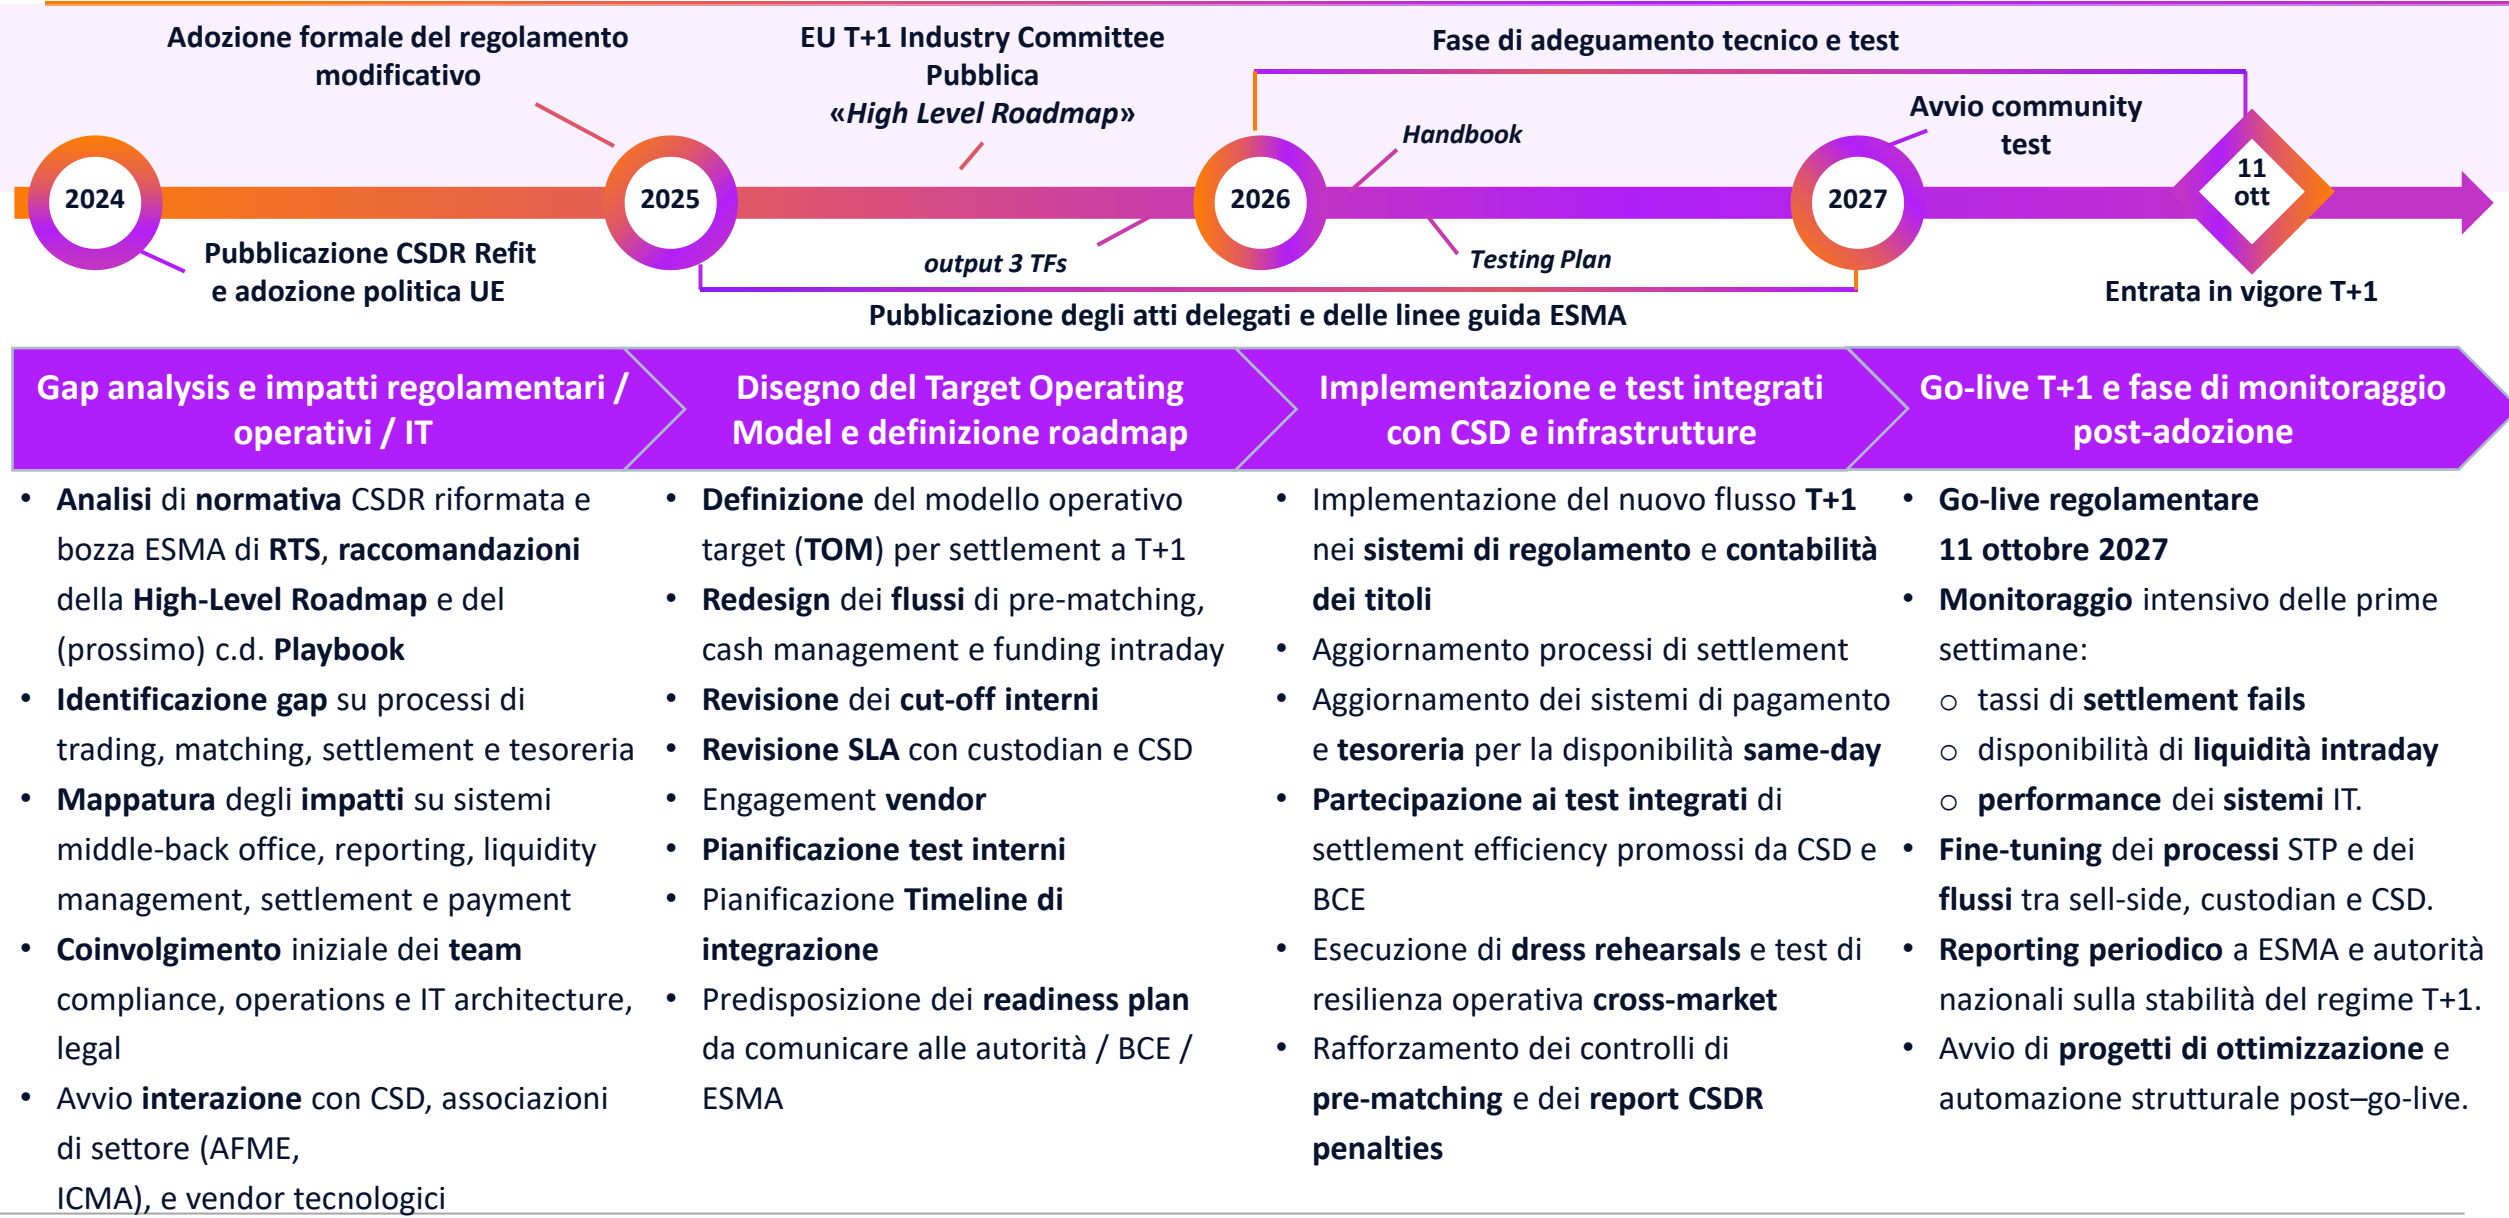 Adozione formale del regolamento
modificativo
EU T+1 Industry Committee
Pubblica
«High Level Roadmap»
Fase di adeguamento tecnico e test
Handbook
Avvio community
test
2024
2025
2026
2027
11
ott
Pubblicazione CSDR Refit
e adozione politica UE
output 3 TFs
Testing Plan
Entrata in vigore T+1
Pubblicazione degli atti delegati e delle linee guida ESMA
Gap analysis e impatti regolamentari /
operativi / IT
Disegno del Target Operating
Model e definizione roadmap
Implementazione e test integrati
con CSD e infrastrutture
Go-live T+1 e fase di monitoraggio
post-adozione
• Analisi di normativa CSDR riformata e
bozza ESMA di RTS, raccomandazioni
della High-Level Roadmap e del
(prossimo) c.d. Playbook
• Identificazione gap su processi di
trading, matching, settlement e tesoreria
• Mappatura degli impatti su sistemi
middle-back office, reporting, liquidity
management, settlement e payment
• Coinvolgimento iniziale dei team
compliance, operations e IT architecture,
legal
• Avvio interazione con CSD, associazioni
di settore (AFME,
ICMA), e vendor tecnologici
• Definizione del modello operativo
target (TOM) per settlement a T+1
• Redesign dei flussi di pre-matching,
cash management e funding intraday
• Revisione dei cut-off interni
• Revisione SLA con custodian e CSD
• Engagement vendor
• Pianificazione test interni
• Pianificazione Timeline di
integrazione
• Predisposizione dei readiness plan
da comunicare alle autorità / BCE /
ESMA
• Implementazione del nuovo flusso T+1
nei sistemi di regolamento e contabilità
dei titoli
• Aggiornamento processi di settlement
• Aggiornamento dei sistemi di pagamento
e tesoreria per la disponibilità same-day
• Partecipazione ai test integrati di
settlement efficiency promossi da CSD e
BCE
• Esecuzione di dress rehearsals e test di
resilienza operativa cross-market
• Rafforzamento dei controlli di
pre-matching e dei report CSDR
penalties
• Go-live regolamentare
11 ottobre 2027
• Monitoraggio intensivo delle prime
settimane:
o tassi di settlement fails
o disponibilità di liquidità intraday
o performance dei sistemi IT.
• Fine-tuning dei processi STP e dei
flussi tra sell-side, custodian e CSD.
• Reporting periodico a ESMA e autorità
nazionali sulla stabilità del regime T+1.
• Avvio di progetti di ottimizzazione e
automazione strutturale post–go-live.